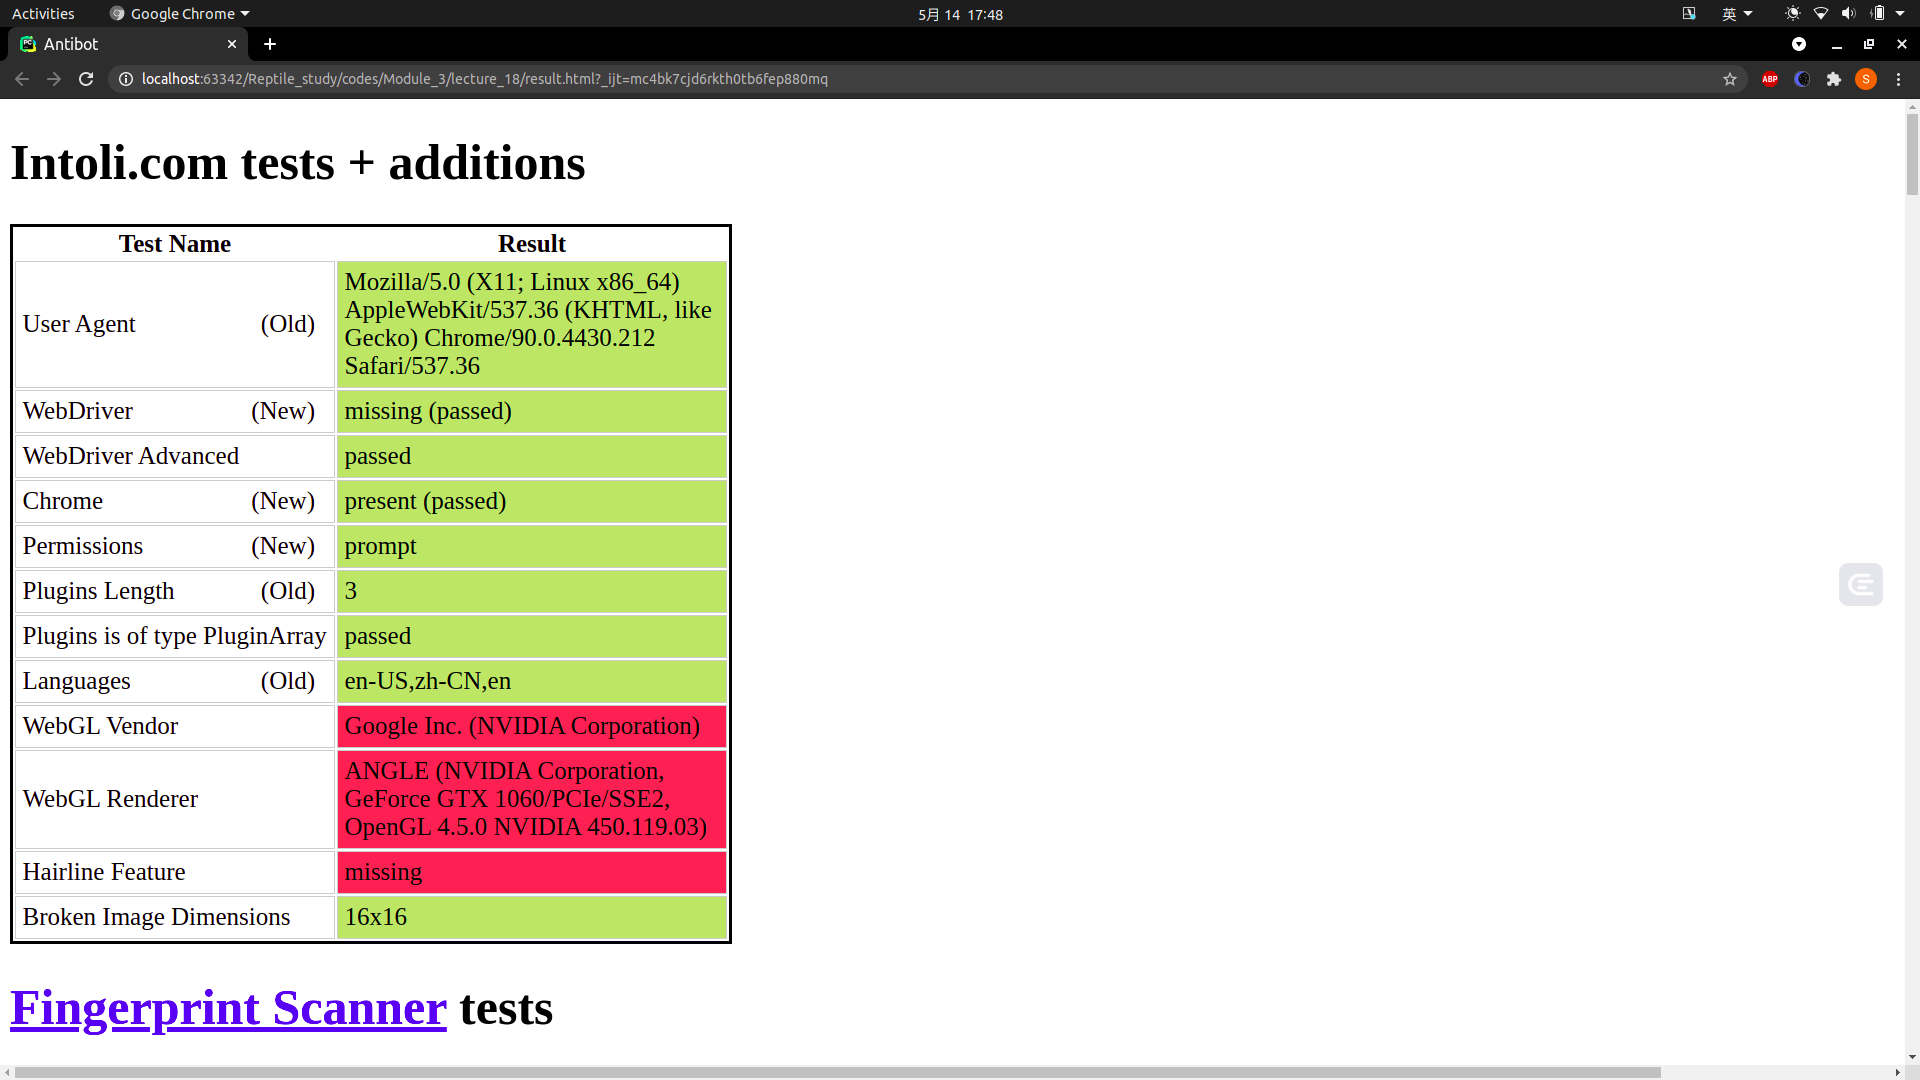 Activities Google Chrome 5月 14 17:48 英
Antibot
localhost:63342/Reptile_study/codes/Module_3/lecture_18/result.html?_ijt=mc4bk7cjd6rkth0tb6fep880mq ABP S
Intoli.com tests + additions
Test Name Result
User Agent (Old) Mozilla/5.0 (X11; Linux x86_64)
AppleWebKit/537.36 (KHTML, like
Gecko) Chrome/90.0.4430.212
Safari/537.36
WebDriver (New) missing (passed)
WebDriver Advanced passed
Chrome (New) present (passed)
Permissions (New) prompt
Plugins Length (Old) 3
Plugins is of type PluginArray passed
Languages (Old) en-US,zh-CN,en
WebGL Vendor Google Inc. (NVIDIA Corporation)
WebGL Renderer ANGLE (NVIDIA Corporation,
GeForce GTX 1060/PCIe/SSE2,
OpenGL 4.5.0 NVIDIA 450.119.03)
Hairline Feature missing
Broken Image Dimensions 16x16
Fingerprint Scanner tests